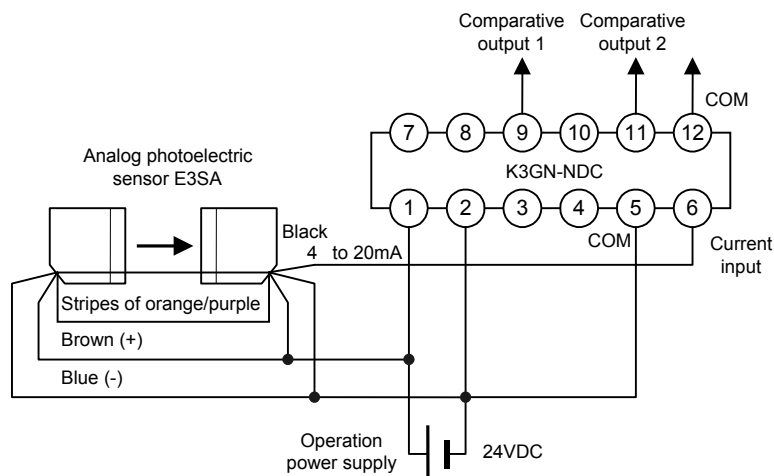 Comparative
output 1
Comparative
output 2
COM
7 8 9 10 11 12
K3GN-NDC
1 2 3 4 5 6
COM
Current
input
Analog photoelectric
sensor E3SA
Black
4 to 20mA
Stripes of orange/purple
Brown (+)
Blue (-)
Operation
power supply
24VDC